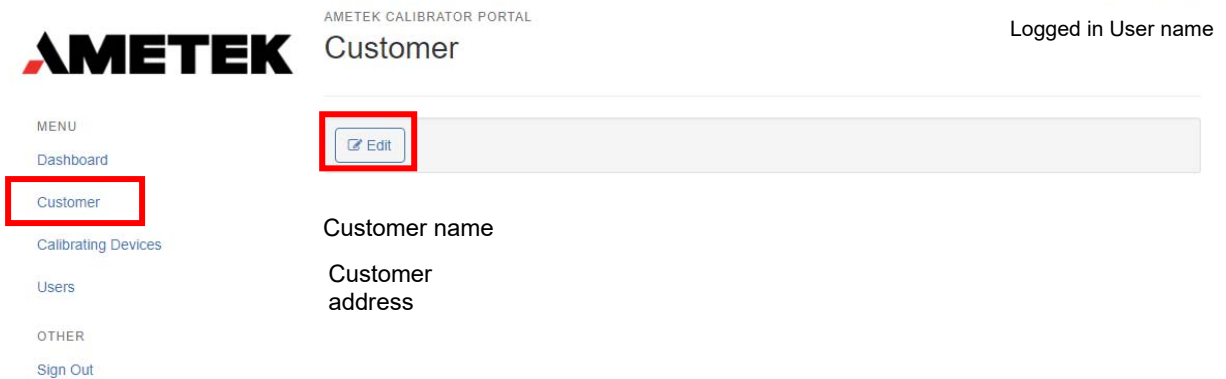 AMETEK
AMETEK CALIBRATOR PORTAL
Customer
Logged in User name
MENU
Dashboard
Customer
Calibrating Devices
Users
OTHER
Sign Out
Edit
Customer name
Customer
address